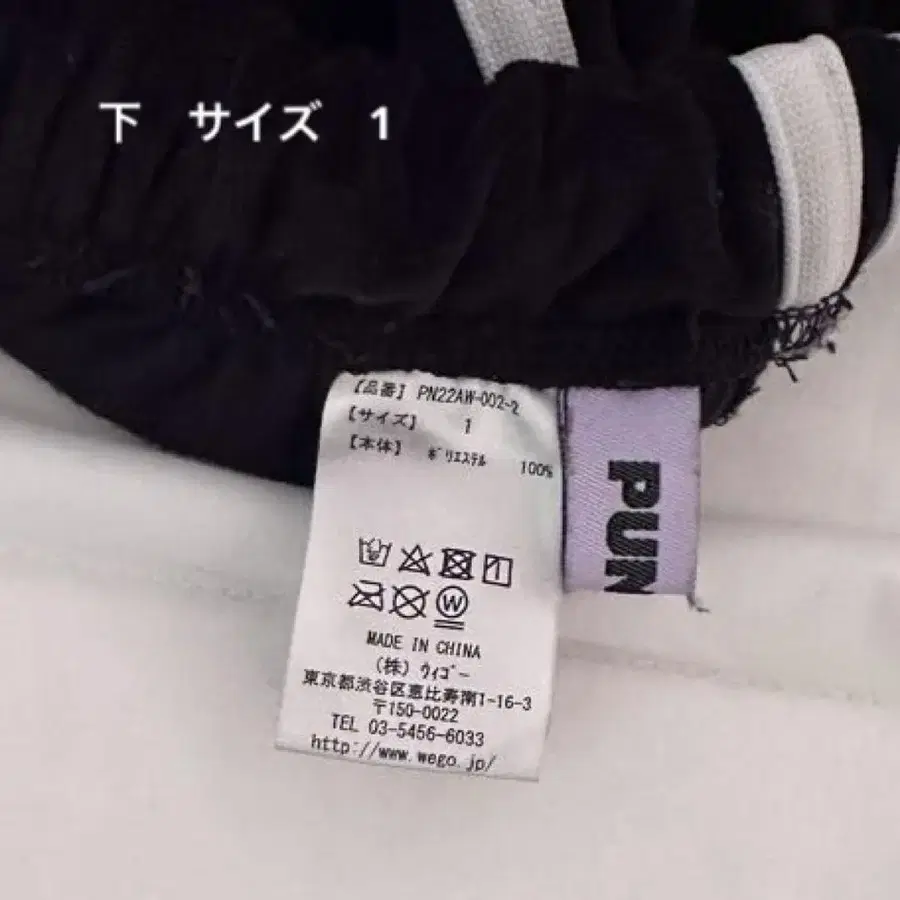 下 サイズ 1
【品番】 PN22AW-002-2
【サイズ】 1
【本体】 ポリエステル 100%
W
MADE IN CHINA
(株) ウィゴー
東京都渋谷区恵比寿南1-16-3
〒150-0022
TEL 03-5456-6033
http://www.wego.jp/
PUN